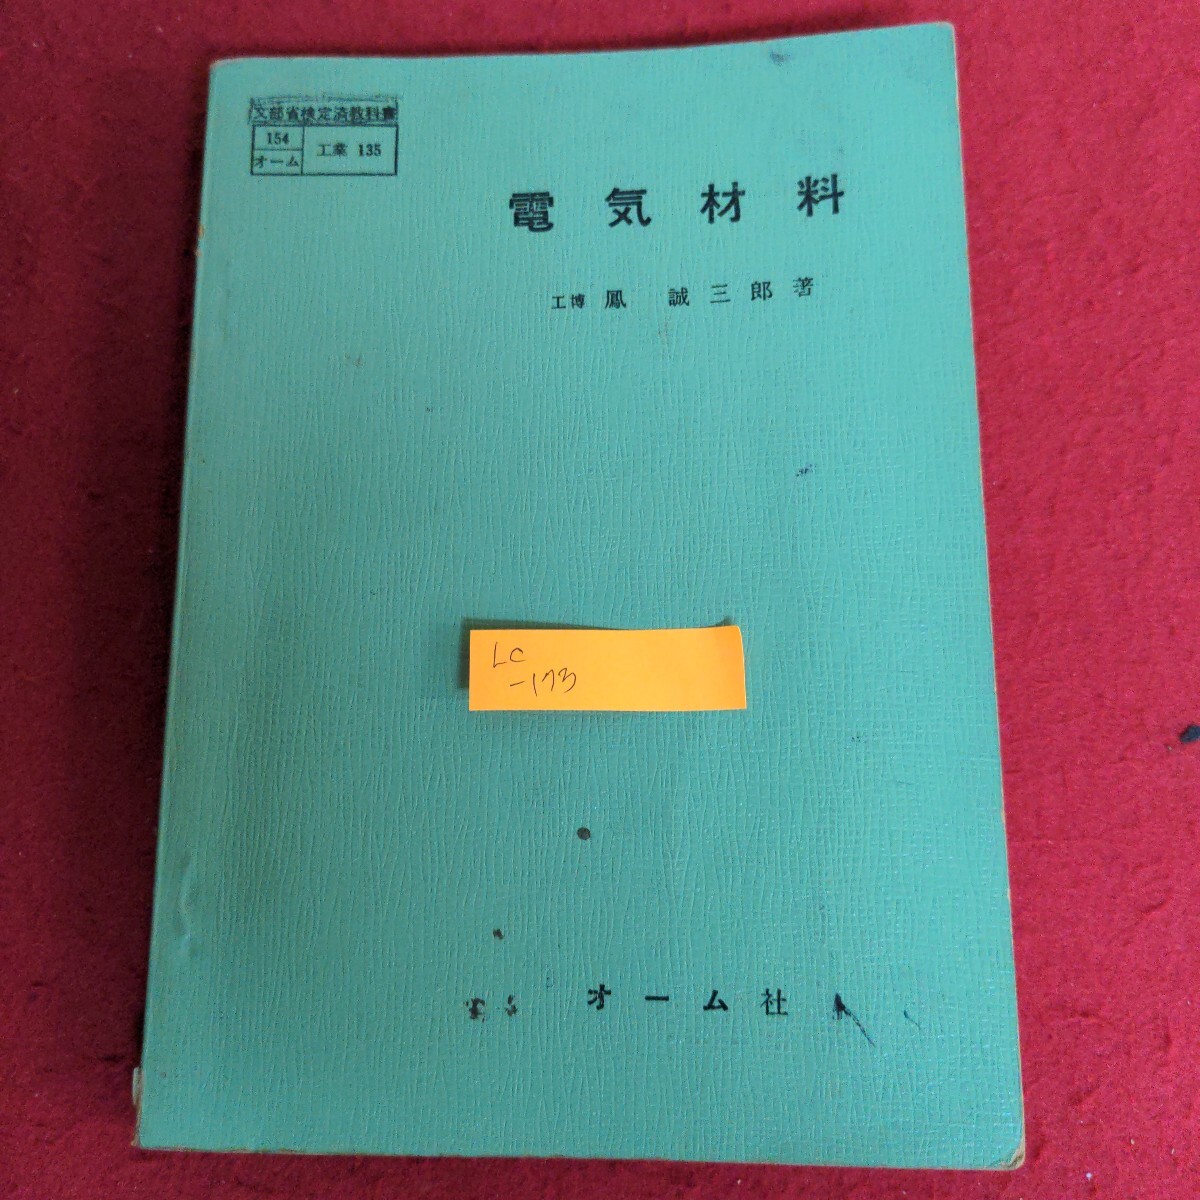 文部省検定済教科書
154
オーム
工業 135
電気材料
工博 鳳 誠三郎著
LC
-173
オーム社